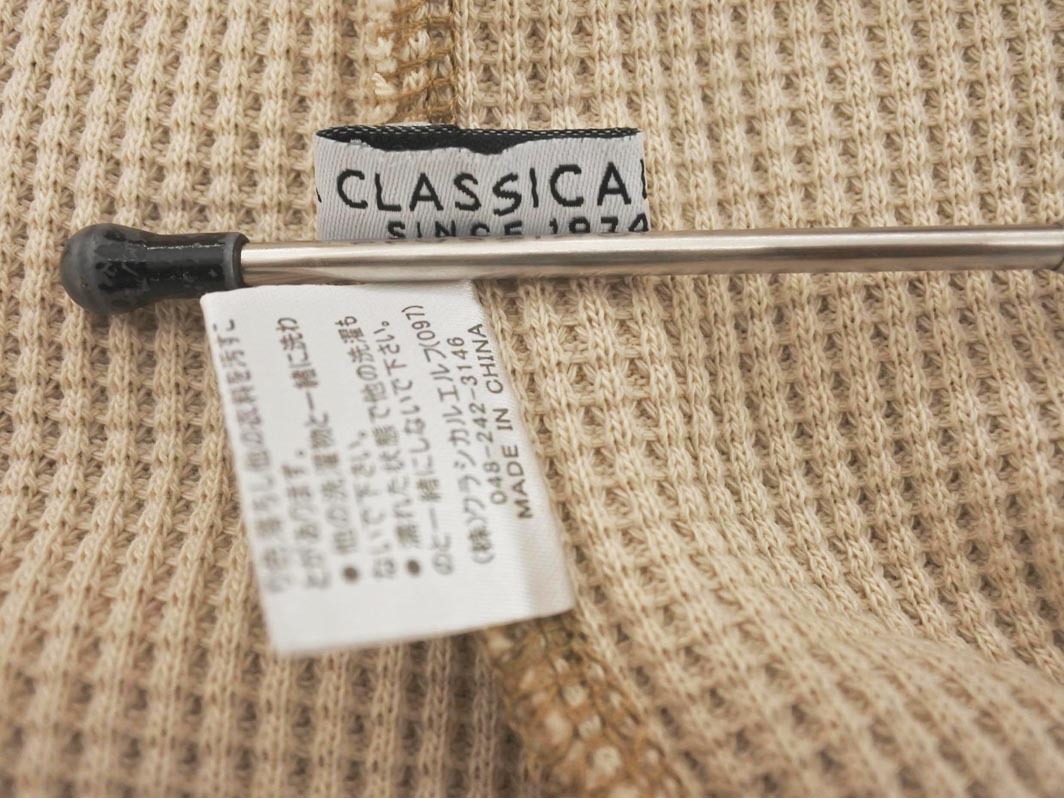 CLASSICAL
SINCE 1974
色落ちし他の衣料を汚すこ
とがあります。
● 他の洗濯物と一緒に洗わ
ないで下さい。
● 濡れた状態で他の洗濯も
のと一緒にしないで下さい。
(株)クラシカルエルフ(097)
048-242-3146
MADE IN CHINA